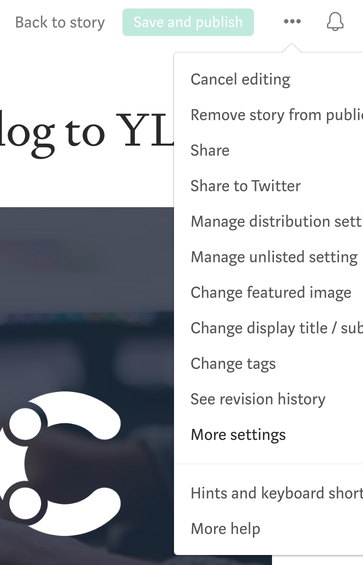 Back to story
Save and publish
Cancel editing
Remove story from public
Share
log to YL
Share to Twitter
Manage distribution sett
Manage unlisted setting
Change featured image
Change display title / sub
Change tags
See revision history
More settings
Hints and keyboard short
More help